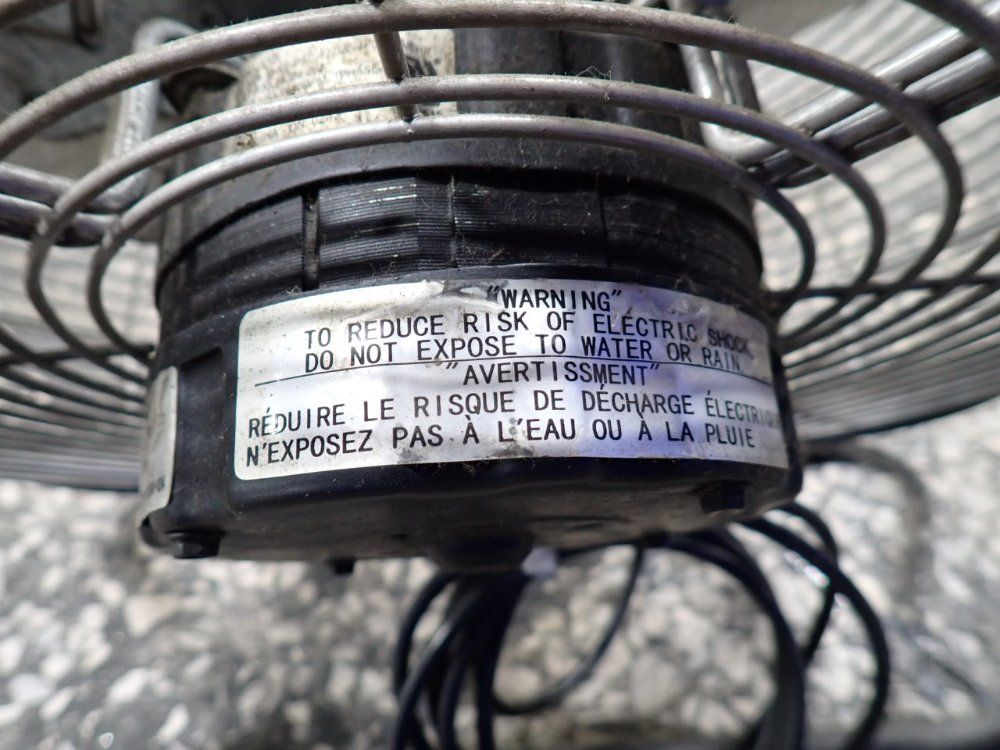 "WARNING"
TO REDUCE RISK OF ELECTRIC SHOCK
DO NOT EXPOSE TO WATER OR RAIN
"AVERTISSMENT"
RÉDUIRE LE RISQUE DE DÉCHARGE
N'EXPOSEZ PAS À L'EAU OU À LA PLUIE